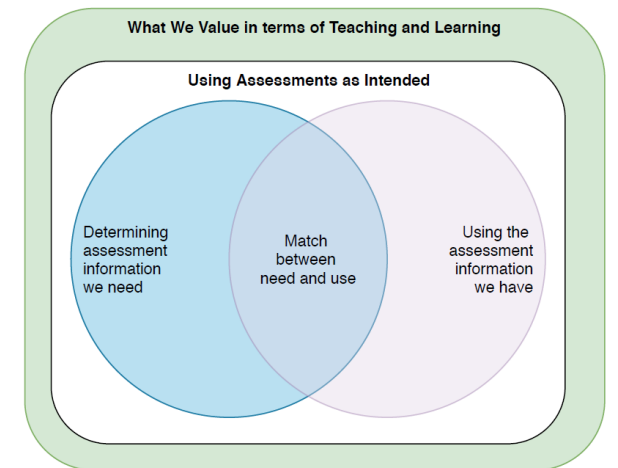 What We Value in terms of Teaching and Learning
Using Assessments as Intended
Determining
assessment
information
we need
Match
between
need and use
Using the
assessment
information
we have